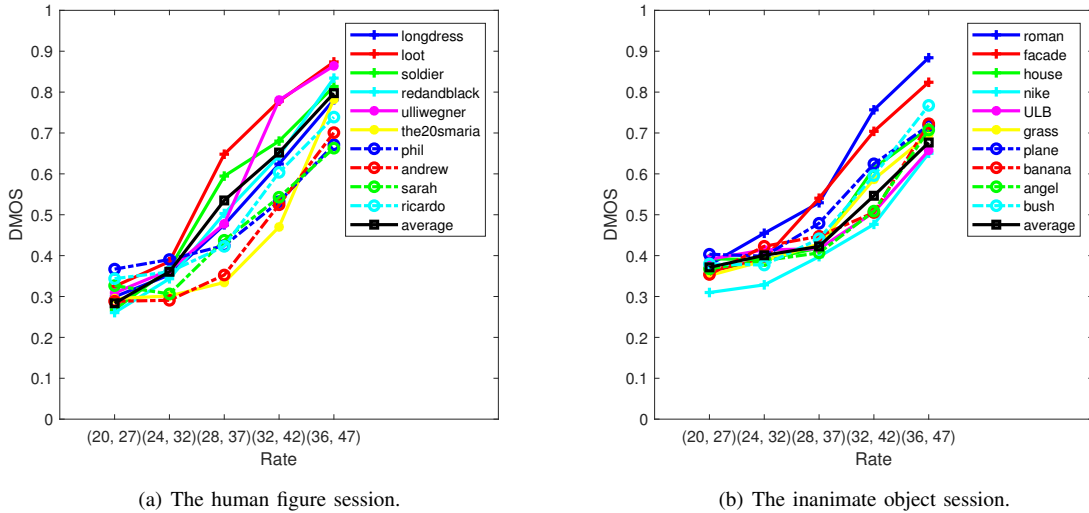 1
0.9
0.8
0.7
0.6
0.5
0.4
0.3
0.2
0.1
0
DMOS
(20, 27)(24, 32)(28, 37)(32, 42)(36, 47)
Rate
longdress
loot
soldier
redandblack
ulliwegner
the20smaria
phil
andrew
sarah
ricardo
average
(a) The human figure session.
1
0.9
0.8
0.7
0.6
0.5
0.4
0.3
0.2
0.1
0
DMOS
(20, 27)(24, 32)(28, 37)(32, 42)(36, 47)
Rate
roman
facade
house
nike
ULB
grass
plane
banana
angel
bush
average
(b) The inanimate object session.